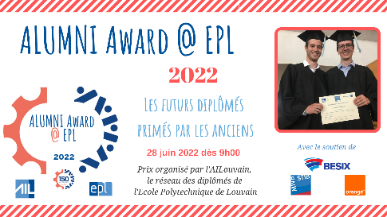 ALUMNI AWARD @ EPL
2022
LES FUTURS DIPLÔMÉS
PRIMÉS PAR LES ANCIENS
28 juin 2022 dès 9h00
Prix organisé par l'AILouvain,
le réseau des diplômés de
l'Ecole Polytechnique de Louvain
ALUMNI AWARD
@ EPL
2022
AIL
150
epl
Avec le soutien de
BESIX
orange